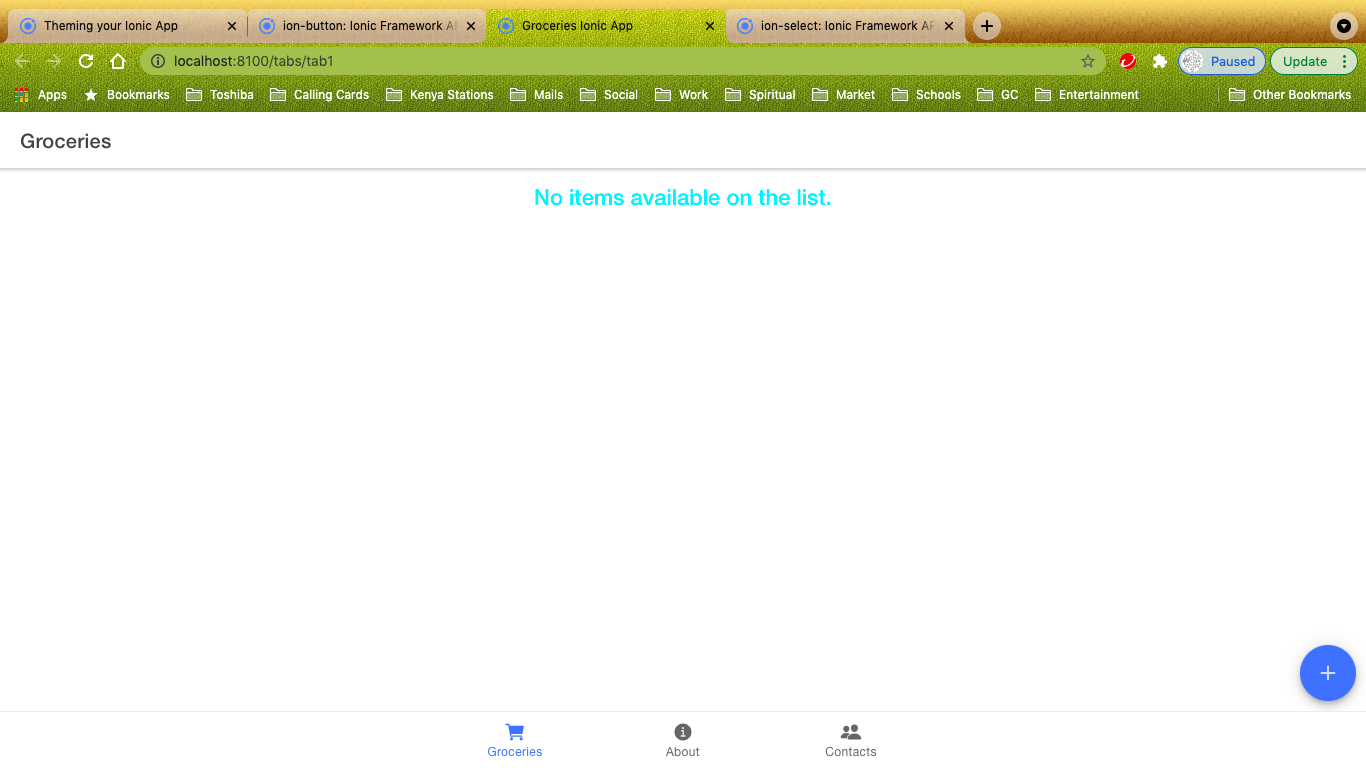 Theming your Ionic App
ion-button: Ionic Framework AP
Groceries Ionic App
ion-select: Ionic Framework AP
localhost:8100/tabs/tab1
Paused
Update
Apps
Bookmarks
Toshiba
Calling Cards
Kenya Stations
Mails
Social
Work
Spiritual
Market
Schools
GC
Entertainment
Other Bookmarks
Groceries
No items available on the list.
Groceries
About
Contacts